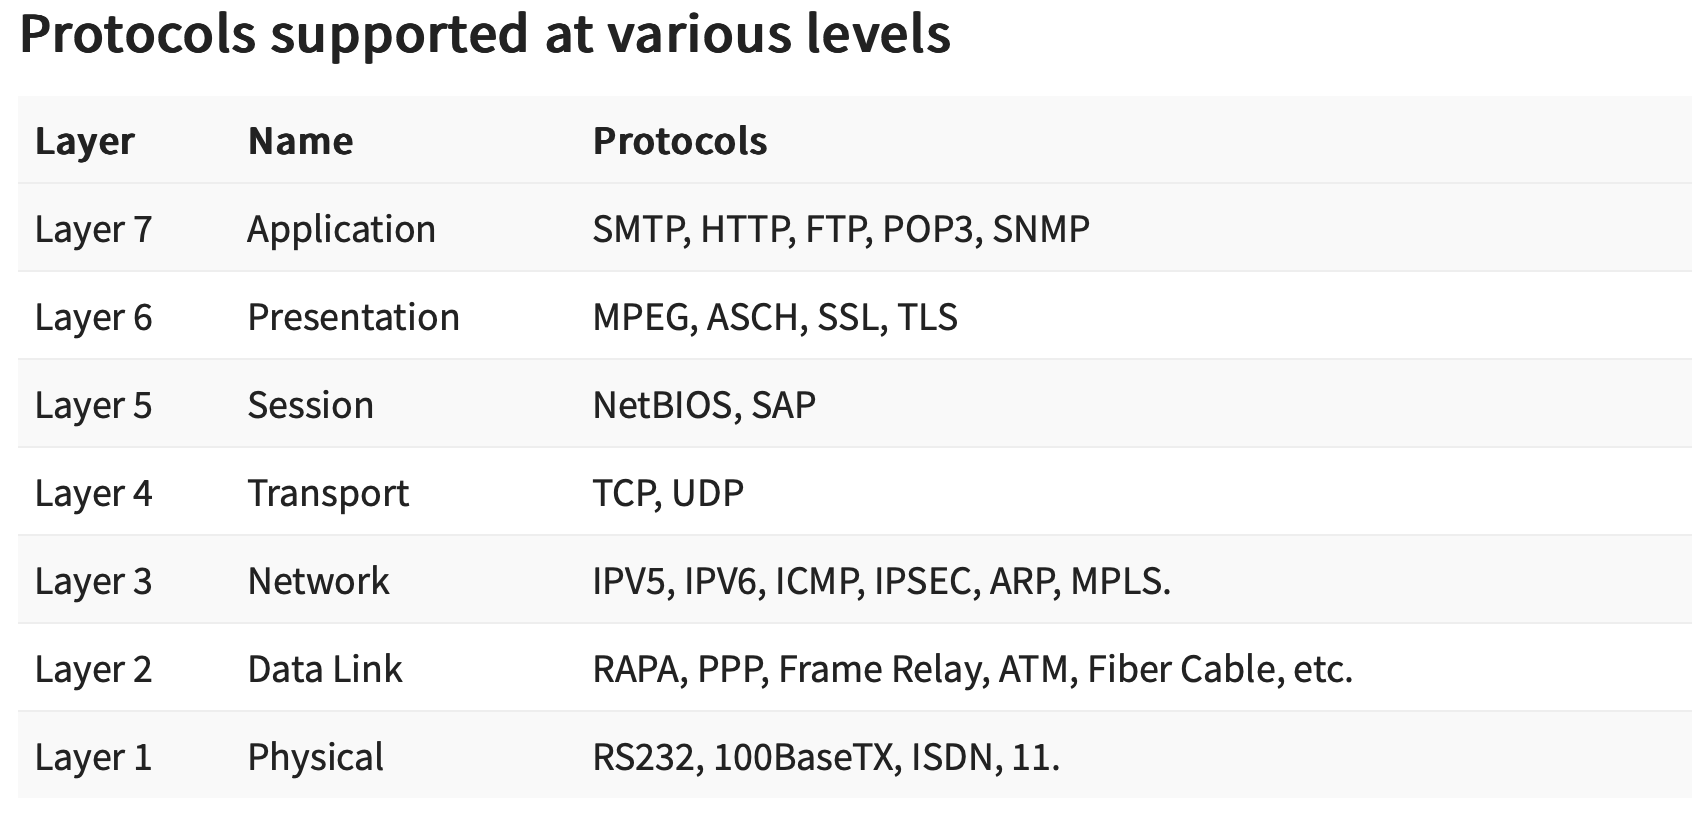 Protocols supported at various levels
Layer Name Protocols
Layer 7 Application SMTP, HTTP, FTP, POP3, SNMP
Layer 6 Presentation MPEG, ASCH, SSL, TLS
Layer 5 Session NetBIOS, SAP
Layer 4 Transport TCP, UDP
Layer 3 Network IPV5, IPV6, ICMP, IPSEC, ARP, MPLS.
Layer 2 Data Link RAPA, PPP, Frame Relay, ATM, Fiber Cable, etc.
Layer 1 Physical RS232, 100BaseTX, ISDN, 11.